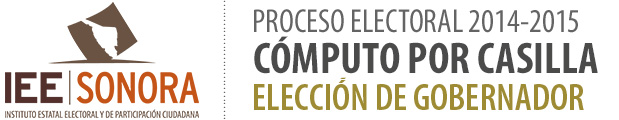 IEE|SONORA
INSTITUTO ESTATAL ELECTORAL Y DE PARTICIPACIÓN CIUDADANA
PROCESO ELECTORAL 2014-2015
CÓMPUTO POR CASILLA
ELECCIÓN DE GOBERNADOR